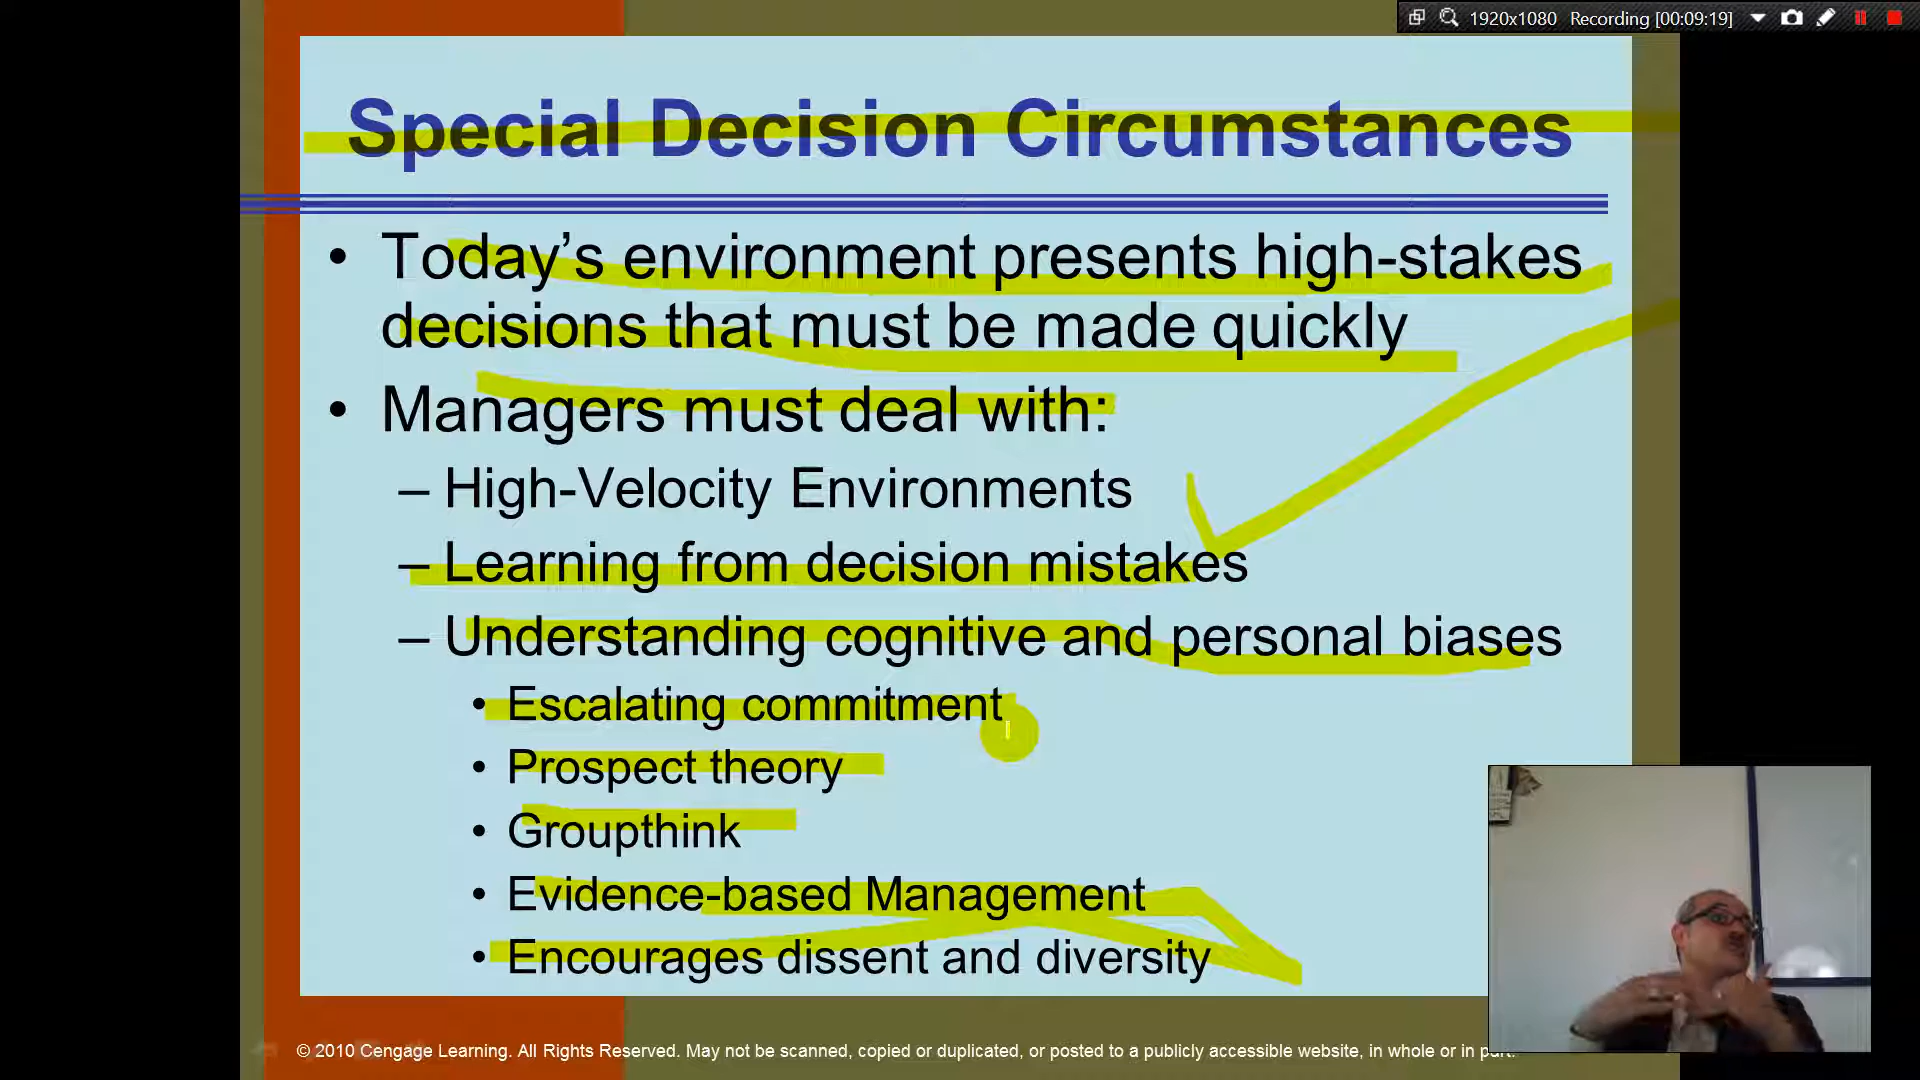 1920x1080 Recording [00:09:19]
Special Decision Circumstances
• Today’s environment presents high-stakes
decisions that must be made quickly
• Managers must deal with:
– High-Velocity Environments
– Learning from decision mistakes
– Understanding cognitive and personal biases
• Escalating commitment
• Prospect theory
• Groupthink
• Evidence-based Management
• Encourages dissent and diversity
© 2010 Cengage Learning. All Rights Reserved. May not be scanned, copied or duplicated, or posted to a publicly accessible website, in whole or in part.